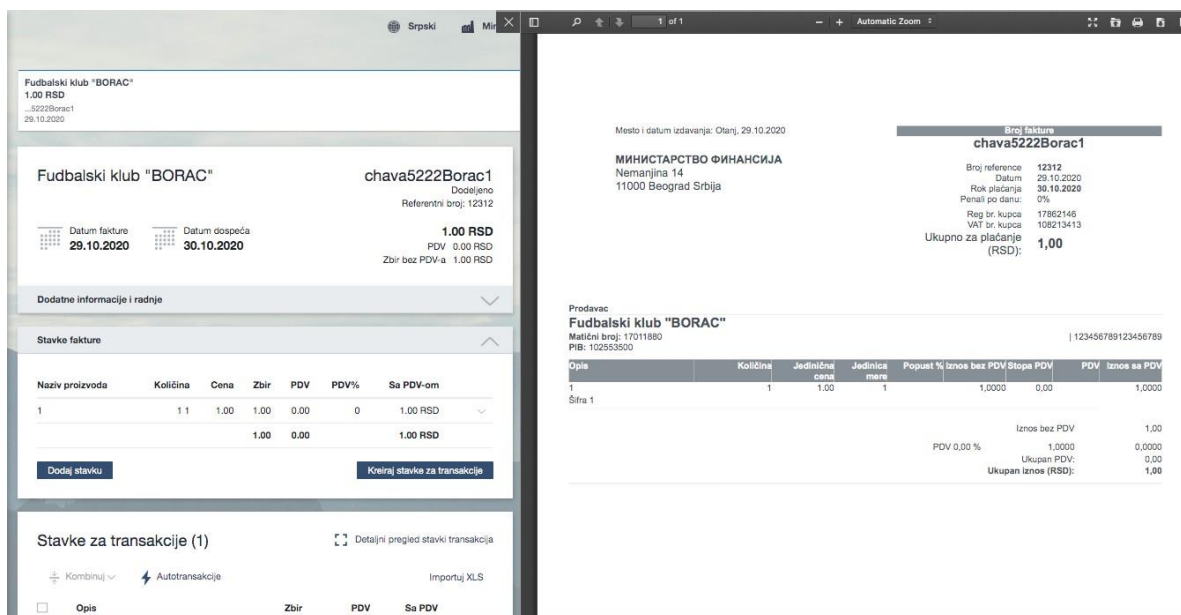 Srpski
1 of 1
Automatic Zoom
Fudbalski klub "BORAC"
1.00 RSD
...5222Borac1
29.10.2020
Fudbalski klub "BORAC"
chava5222Borac1
Dodeljeno
Referentni broj: 12312
Datum fakture
29.10.2020
Datum dospeća
30.10.2020
1.00 RSD
PDV 0.00 RSD
Zbir bez PDV-a 1.00 RSD
Dodatne informacije i radnje
Stavke fakture
Naziv proizvoda Količina Cena Zbir PDV PDV% Sa PDV-om
1 1 1 1.00 1.00 0.00 0 1.00 RSD
1.00 0.00 1.00 RSD
Dodaj stavku
Kreiraj stavke za transakcije
Stavke za transakcije (1)
Detaljni pregled stavki transakcija
Kombinuj
Autotransakcije
Importuj XLS
Opis Zbir PDV Sa PDV
Mesto i datum izdavanja: Otanj, 29.10.2020
МИНИСТАРСТВО ФИНАНСИЈА
Nemanjina 14
11000 Beograd Srbija
Broj fakture
chava5222Borac1
Broj reference 12312
Datum 29.10.2020
Rok plaćanja 30.10.2020
Penali po danu: 0%
Reg br. kupca 17862146
VAT br. kupca 108213413
Ukupno za plaćanje
(RSD): 1,00
Prodavac
Fudbalski klub "BORAC"
Matični broj: 17011880
PIB: 102553500
| 123456789123456789
Opis Količina Jedinična cena Jedinica mere Popust % Iznos bez PDV Stopa PDV PDV Iznos sa PDV
1 1 1.00 1 1,0000 0,00 1,0000
Šifra 1
Iznos bez PDV 1,00
PDV 0,00 % 1,0000 0,0000
Ukupan PDV: 0,00
Ukupan iznos (RSD): 1,00